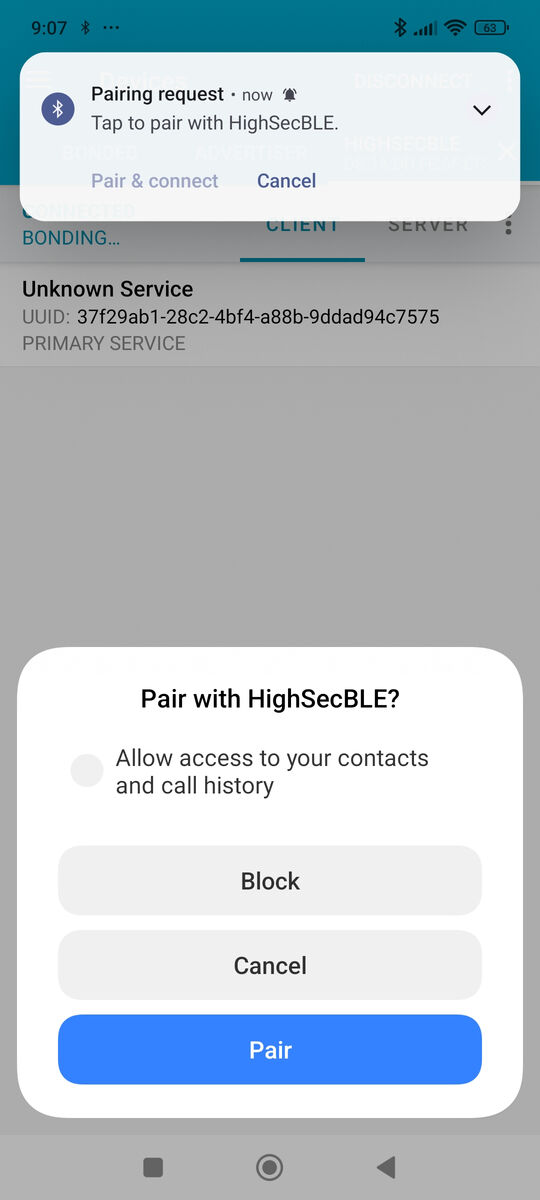 9:07
63
Devices
DISCONNECT
Pairing request • now
Tap to pair with HighSecBLE.
BONDED
ADVERTISER
HIGHSECBLE
Pair & connect
Cancel
CONNECTED
BONDING...
CLIENT
SERVER
Unknown Service
UUID: 37f29ab1-28c2-4bf4-a88b-9ddad94c7575
PRIMARY SERVICE
Pair with HighSecBLE?
Allow access to your contacts
and call history
Block
Cancel
Pair